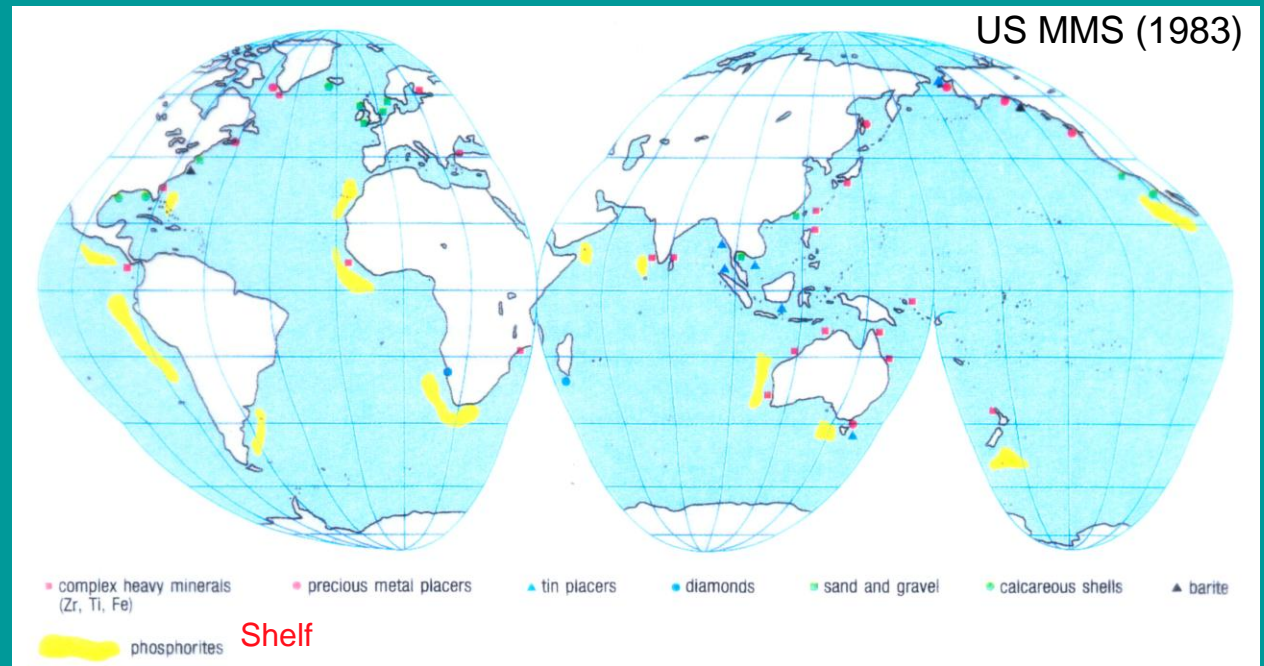 US MMS (1983)
complex heavy minerals
(Zr, Ti, Fe)
precious metal placers
tin placers
diamonds
sand and gravel
calcareous shells
barite
phosphorites
Shelf